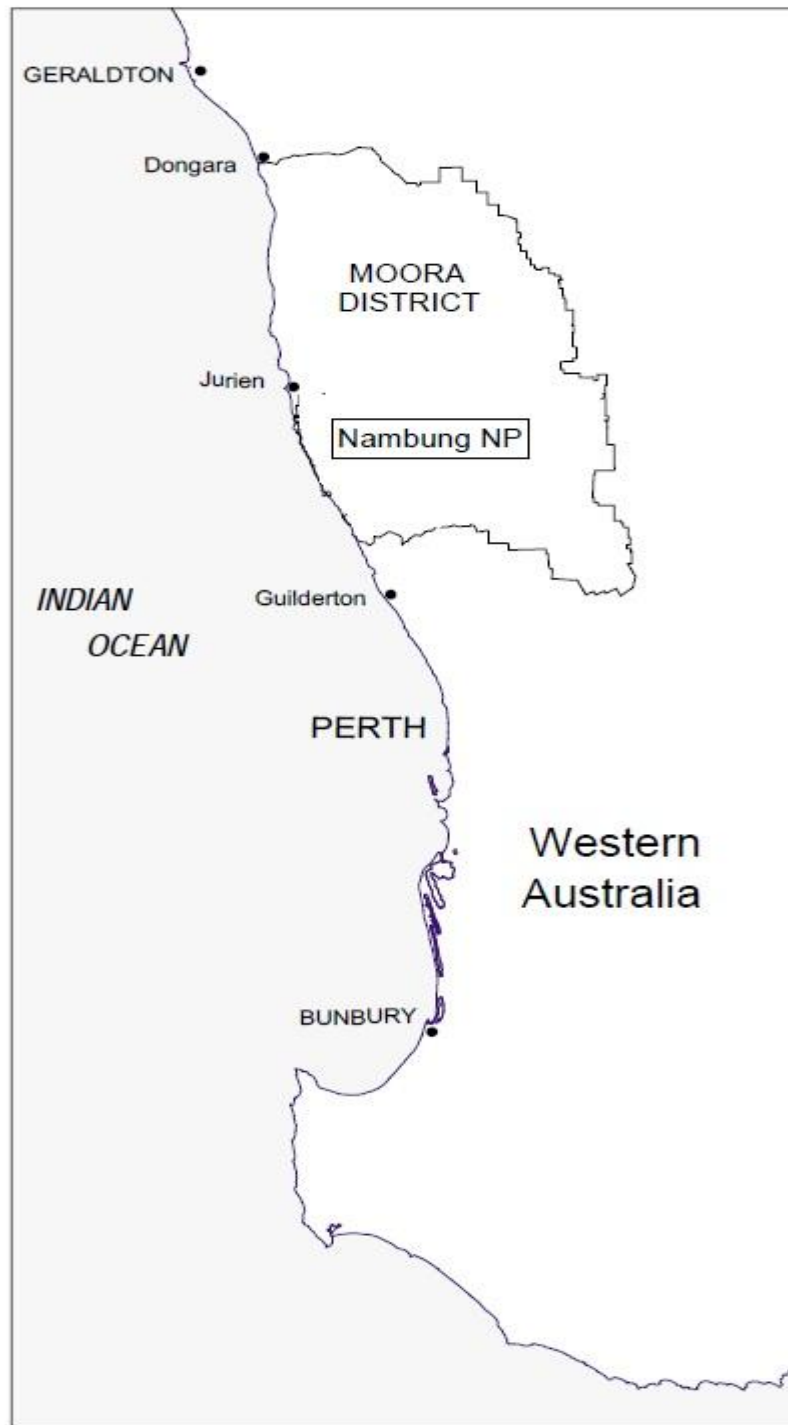 GERALDTON
Dongara
MOORA
DISTRICT
Jurien
Nambung NP
INDIAN
OCEAN
Guilderton
PERTH
Western
Australia
BUNBURY